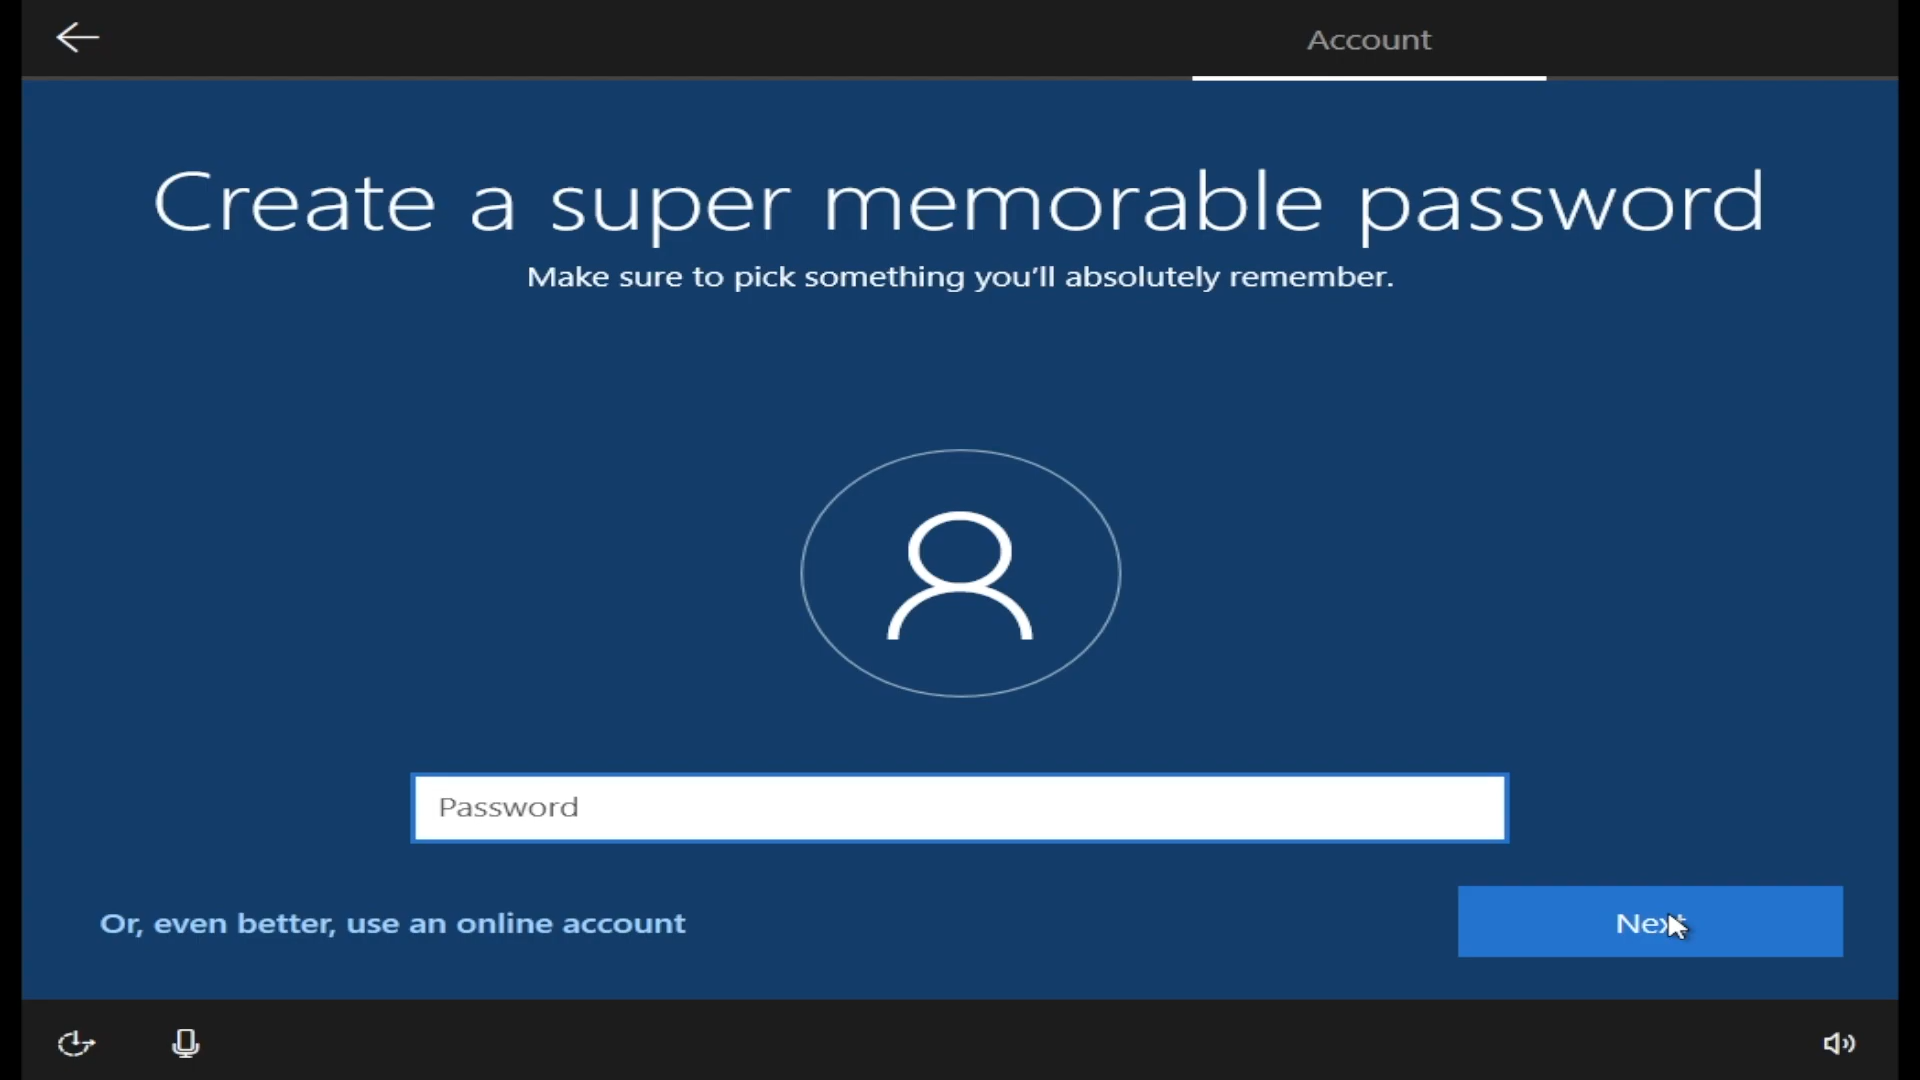 Account
Create a super memorable password
Make sure to pick something you'll absolutely remember.
Password
Or, even better, use an online account
Next